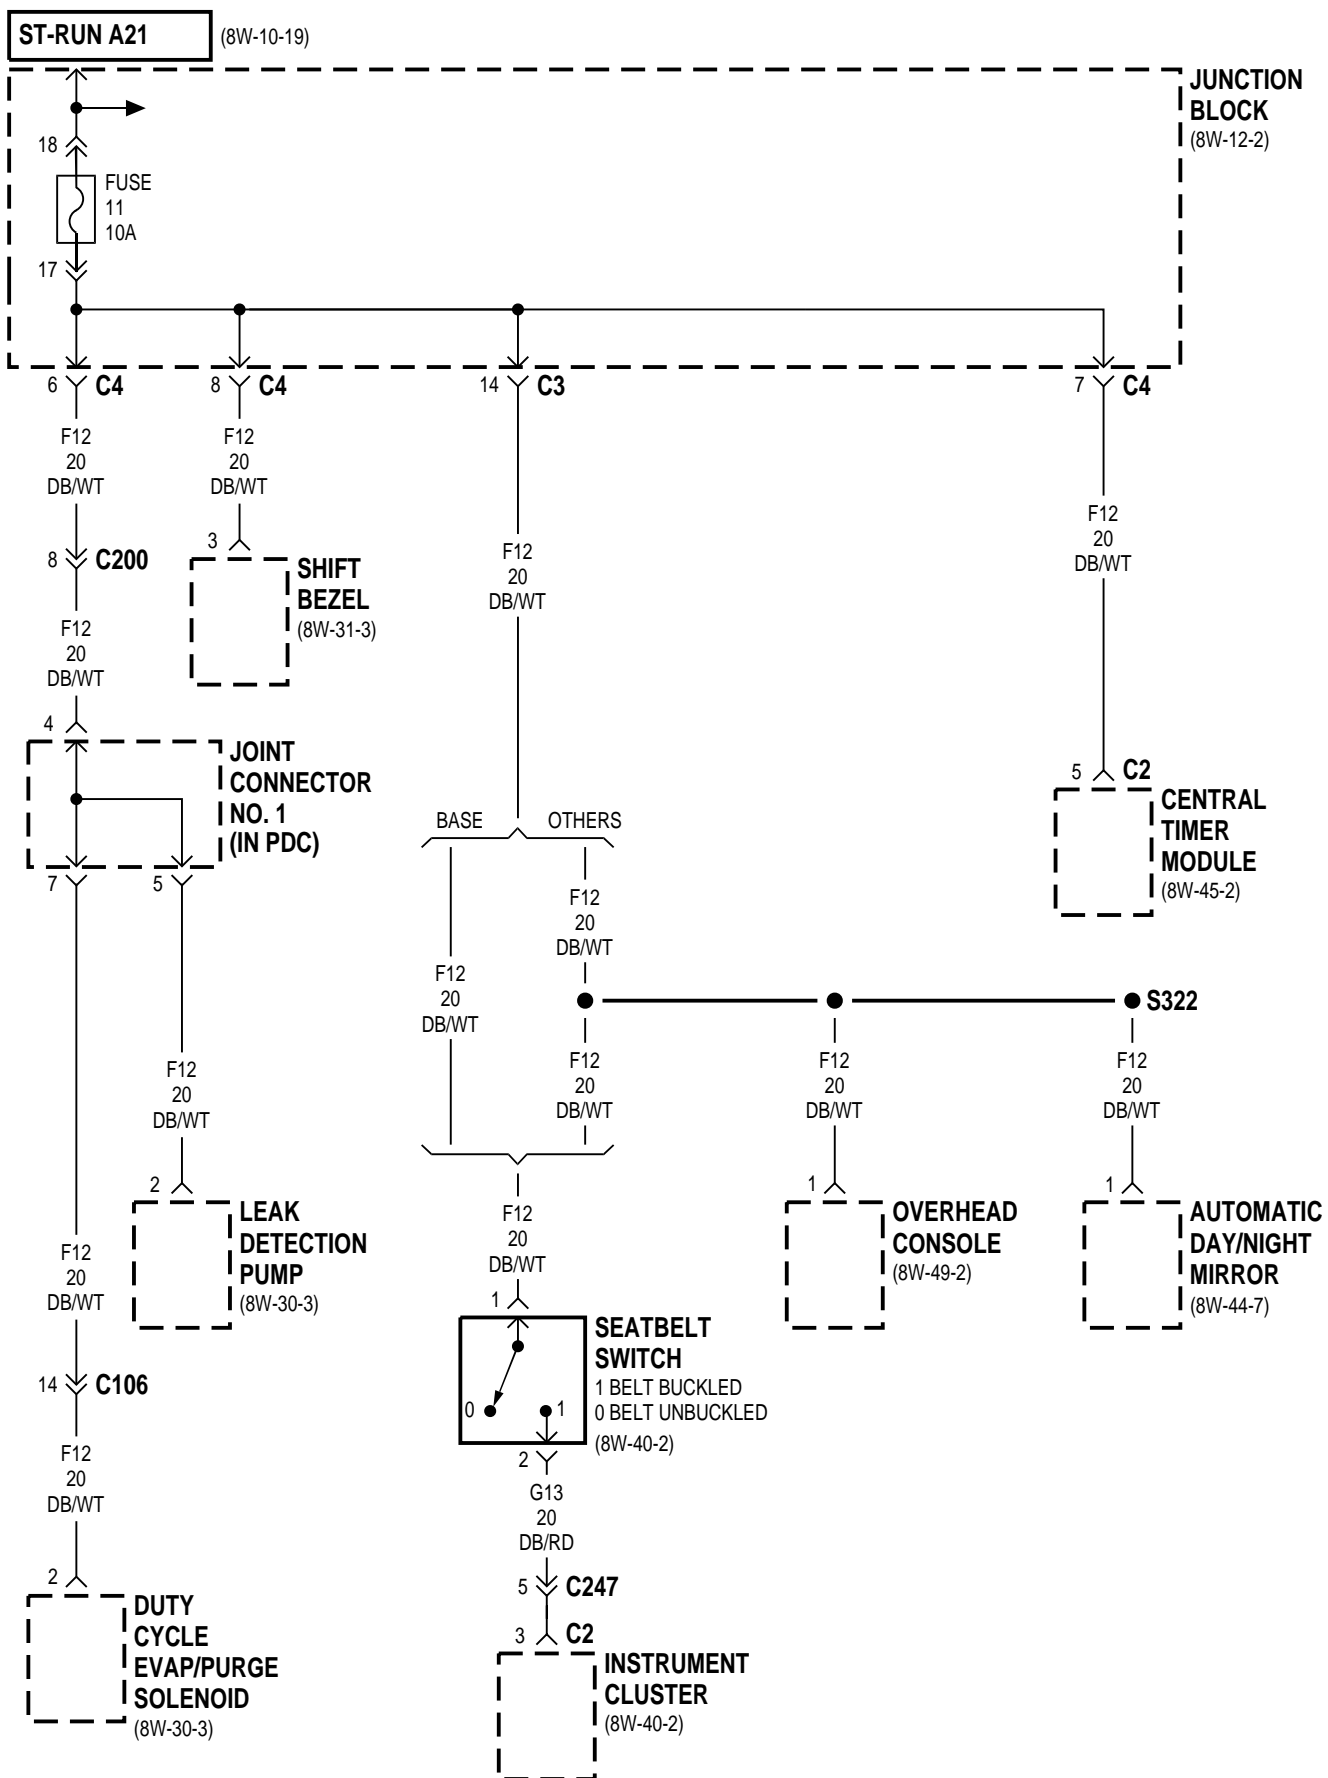 ST-RUN A21
(8W-10-19)
JUNCTION
BLOCK
(8W-12-2)
18
FUSE
11
10A
17
6
C4
8
C4
14
C3
7
C4
F12
20
DB/WT
F12
20
DB/WT
F12
20
DB/WT
F12
20
DB/WT
8
C200
3
SHIFT
BEZEL
(8W-31-3)
F12
20
DB/WT
4
JOINT
CONNECTOR
NO. 1
(IN PDC)
7
5
5
C2
CENTRAL
TIMER
MODULE
(8W-45-2)
BASE
OTHERS
F12
20
DB/WT
F12
20
DB/WT
S322
F12
20
DB/WT
F12
20
DB/WT
F12
20
DB/WT
F12
20
DB/WT
2
LEAK
DETECTION
PUMP
(8W-30-3)
1
OVERHEAD
CONSOLE
(8W-49-2)
1
AUTOMATIC
DAY/NIGHT
MIRROR
(8W-44-7)
F12
20
DB/WT
F12
20
DB/WT
1
SEATBELT
SWITCH
1 BELT BUCKLED
0 BELT UNBUCKLED
(8W-40-2)
0
1
14
C106
2
F12
20
DB/WT
G13
20
DB/RD
5
C247
2
DUTY
CYCLE
EVAP/PURGE
SOLENOID
(8W-30-3)
3
C2
INSTRUMENT
CLUSTER
(8W-40-2)